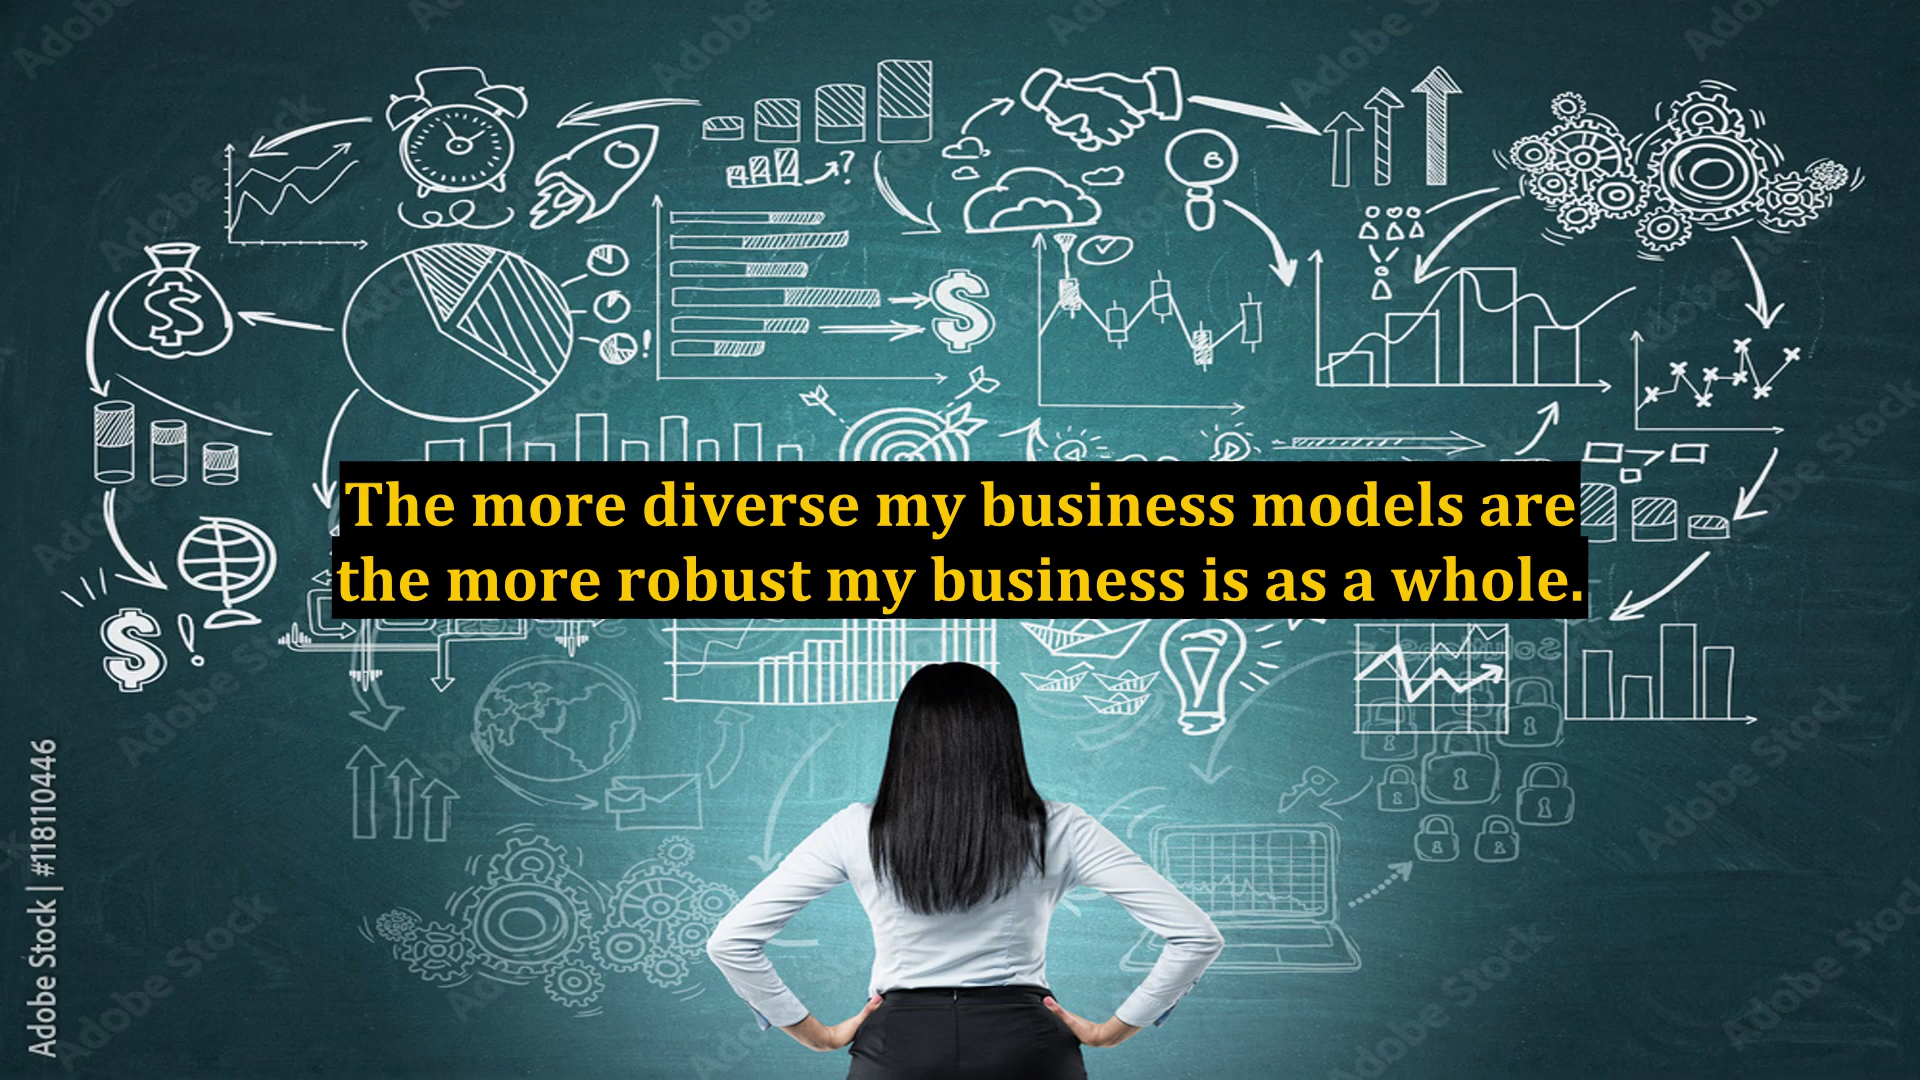 The more diverse my business models are
the more robust my business is as a whole.
Adobe Stock | #118110446